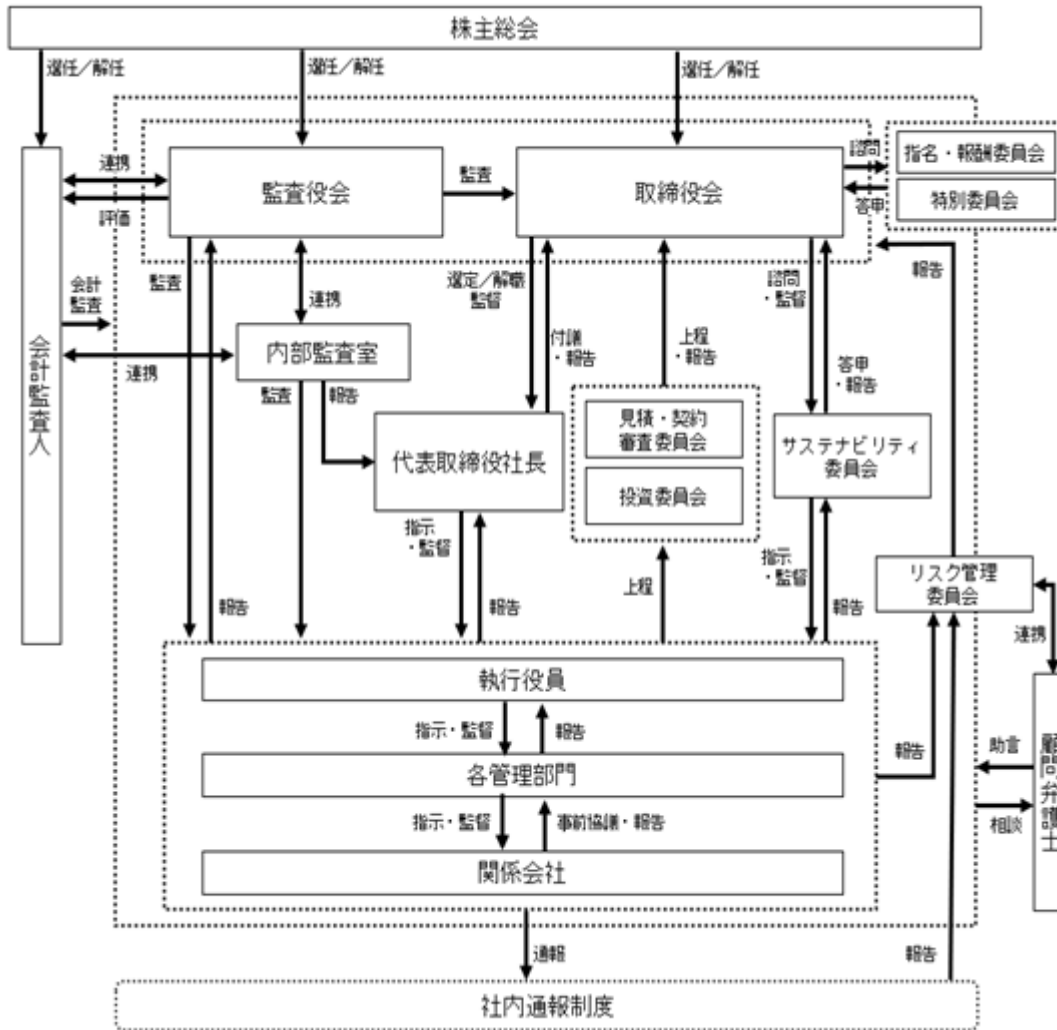 株主総会
選任／解任
選任／解任
選任／解任
連携
評価
監査役会
監査
取締役会
諮問
答申
指名・報酬委員会
特別委員会
会計
監査
会計監査人
監査
連携
選定／解職
監督
付議
・報告
上程
・報告
諮問
・監督
答申
・報告
報告
連携
内部監査室
監査
報告
代表取締役社長
見積・契約
審査委員会
投資委員会
サステナビリティ
委員会
報告
指示
・監督
報告
上程
指示
・監督
報告
リスク管理
委員会
連携
執行役員
指示・監督
報告
各管理部門
指示・監督
事前協議・報告
関係会社
報告
助言
相談
顧問弁護士
通報
報告
社内通報制度